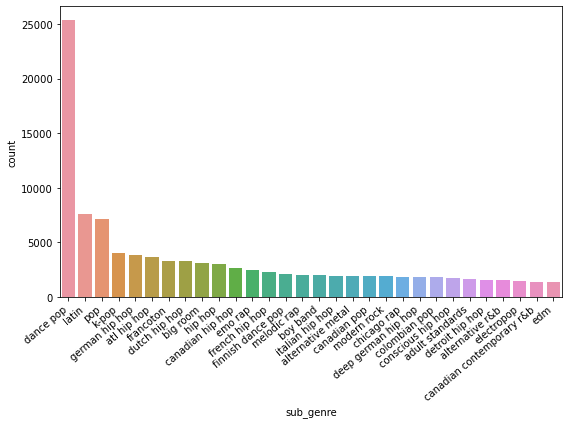 25000
20000
15000
10000
5000
0
count
dance pop
latin
pop
k-pop
german hip hop
atl hip hop
francoton
dutch hip hop
big room
hip hop
canadian hip hop
emo rap
french hip hop
finnish dance pop
melodic rap
boy band
italian hip hop
alternative metal
canadian pop
modern rock
chicago rap
deep german hip hop
colombian pop
conscious hip hop
adult standards
detroit hip hop
alternative r&b
electropop
canadian contemporary r&b
edm
sub_genre